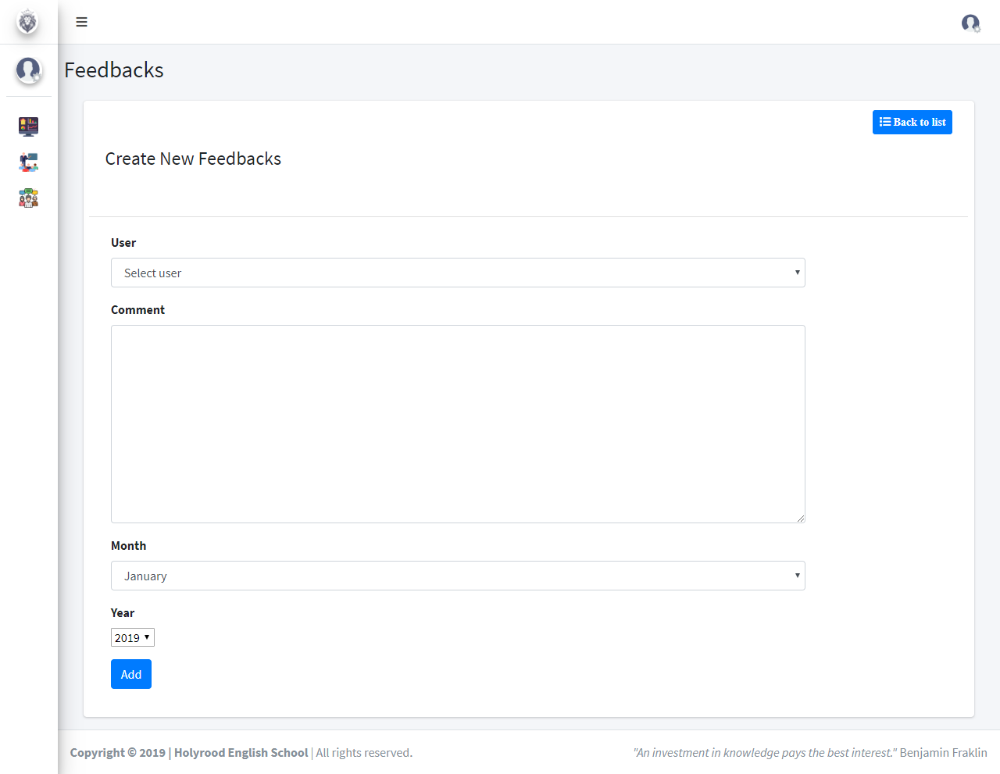 Feedbacks
Back to list
Create New Feedbacks
User
Select user
Comment
Month
January
Year
2019
Add
Copyright © 2019 | Holyrood English School | All rights reserved.
"An investment in knowledge pays the best interest." Benjamin Fraklin